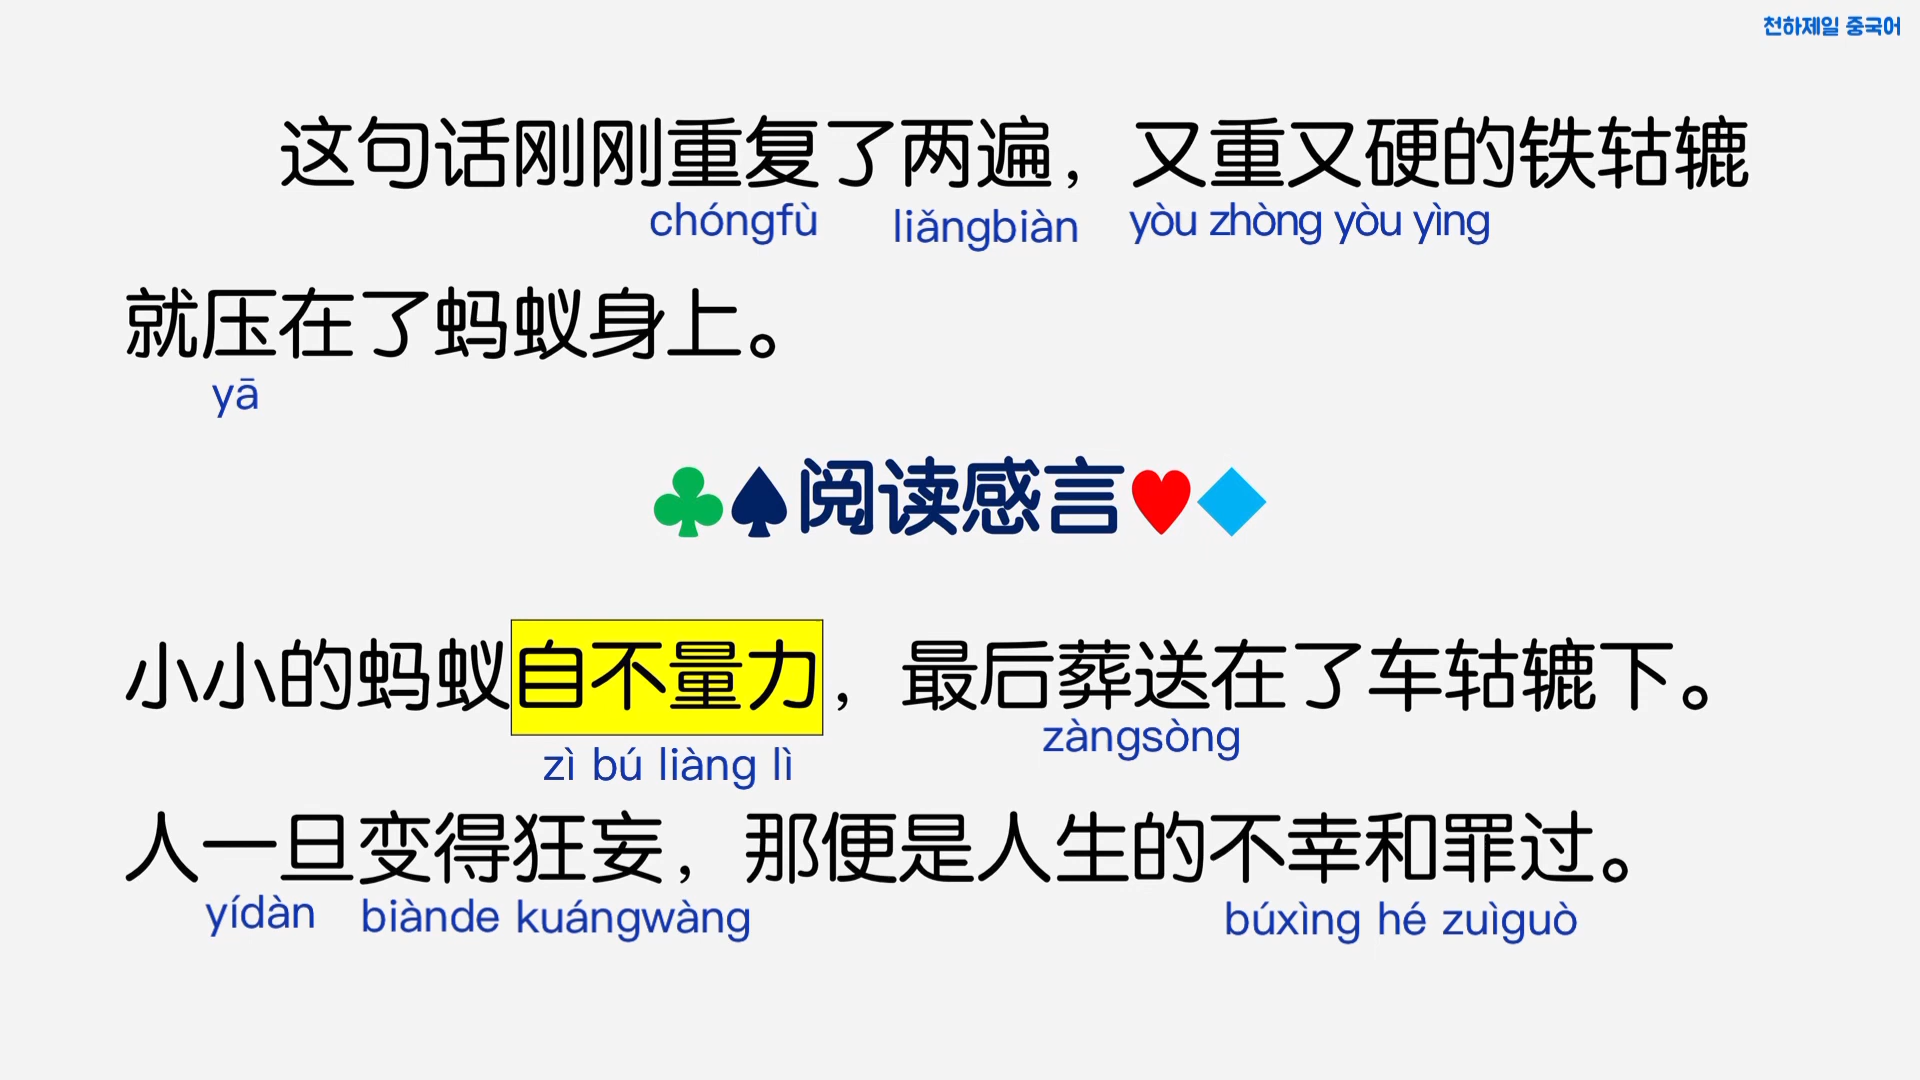 천하제일 중국어
这句话刚刚重复了两遍，又重又硬的铁轱辘
chóngfù liǎngbiàn yòu zhòng yòu yìng
就压在了蚂蚁身上。
yā
♣♠阅读感言♥◆
小小的蚂蚁自不量力，最后葬送在了车轱辘下。
zàngsòng
zì bú liàng lì
人一旦变得狂妄，那便是人生的不幸和罪过。
yídàn biànde kuángwàng búxìng hé zuìguò